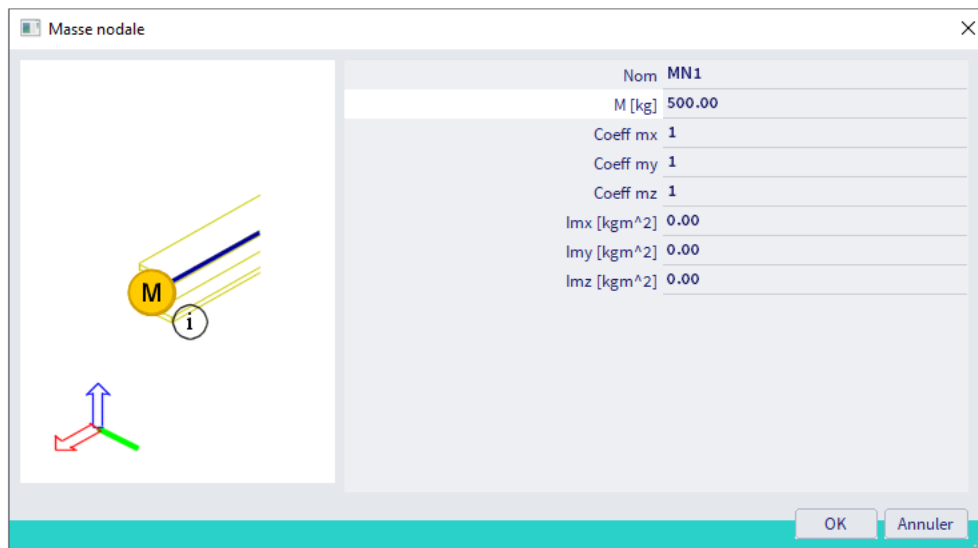 Masse nodale
M
i
Nom MN1
M [kg] 500.00
Coeff mx 1
Coeff my 1
Coeff mz 1
Imx [kgm^2] 0.00
Imy [kgm^2] 0.00
Imz [kgm^2] 0.00
OK Annuler